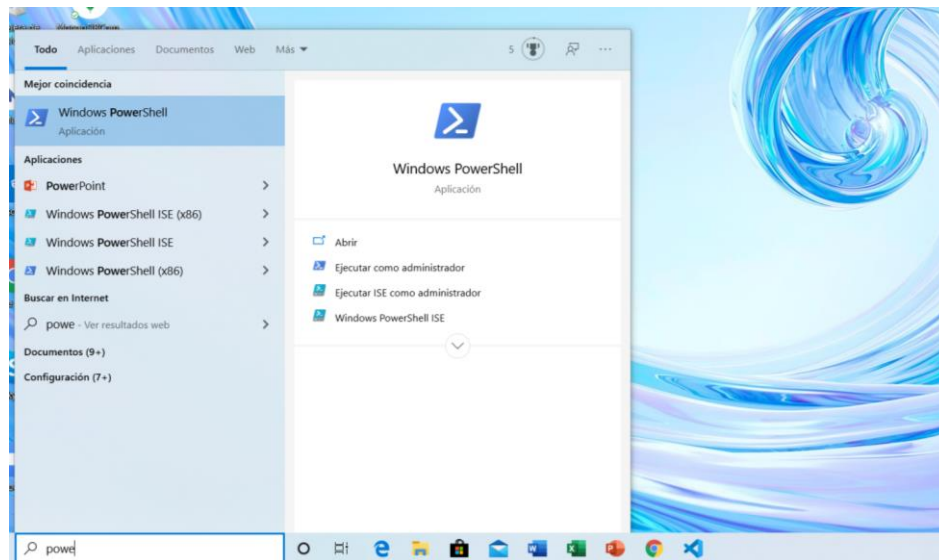 Todo Aplicaciones Documentos Web Más 5 ...
Mejor coincidencia
Windows PowerShell
Aplicación
Aplicaciones
PowerPoint
Windows PowerShell ISE (x86)
Windows PowerShell ISE
Windows PowerShell (x86)
Buscar en Internet
powe - Ver resultados web
Documentos (9+)
Configuración (7+)
Windows PowerShell
Aplicación
Abrir
Ejecutar como administrador
Ejecutar ISE como administrador
Windows PowerShell ISE
powe